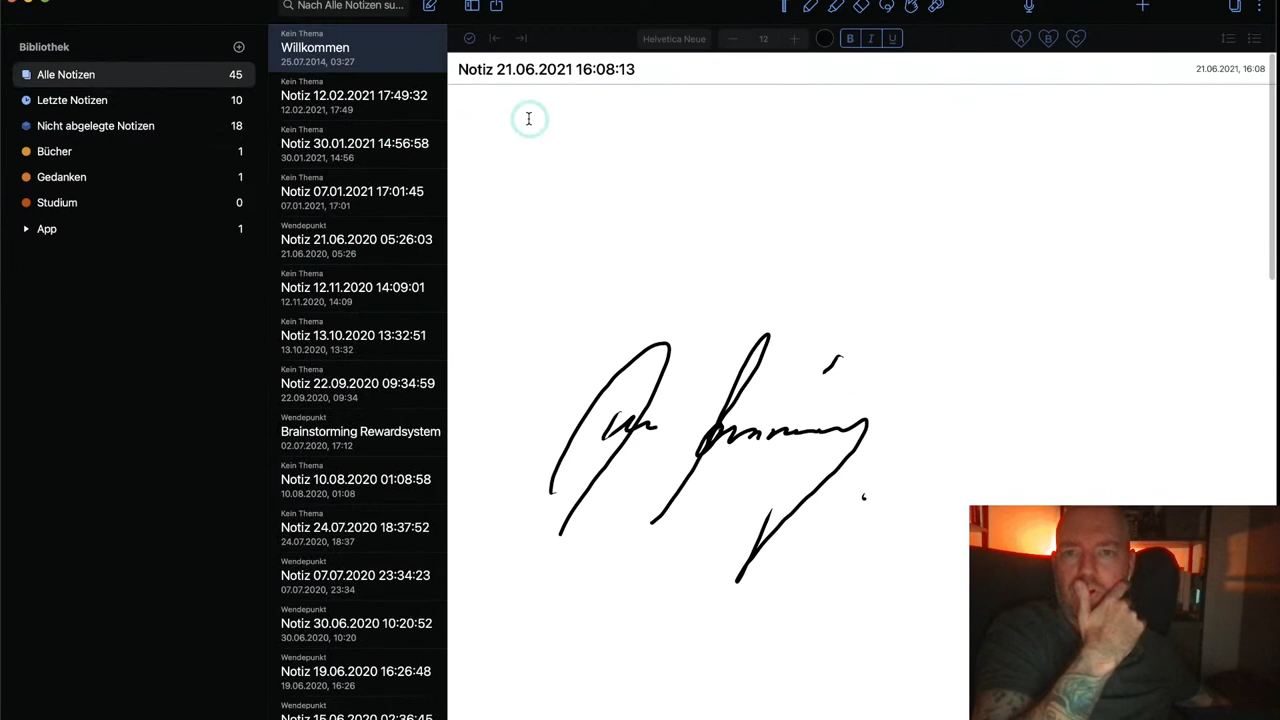 Nach Alle Notizen su...
Bibliothek
Alle Notizen 45
Letzte Notizen 10
Nicht abgelegte Notizen 18
Bücher 1
Gedanken 1
Studium 0
App 1
Kein Thema
Willkommen
25.07.2014, 03:27
Kein Thema
Notiz 12.02.2021 17:49:32
12.02.2021, 17:49
Kein Thema
Notiz 30.01.2021 14:56:58
30.01.2021, 14:56
Kein Thema
Notiz 07.01.2021 17:01:45
07.01.2021, 17:01
Wendepunkt
Notiz 21.06.2020 05:26:03
21.06.2020, 05:26
Kein Thema
Notiz 12.11.2020 14:09:01
12.11.2020, 14:09
Kein Thema
Notiz 13.10.2020 13:32:51
13.10.2020, 13:32
Kein Thema
Notiz 22.09.2020 09:34:59
22.09.2020, 09:34
Wendepunkt
Brainstorming Rewardsystem
02.07.2020, 17:12
Kein Thema
Notiz 10.08.2020 01:08:58
10.08.2020, 01:08
Kein Thema
Notiz 24.07.2020 18:37:52
24.07.2020, 18:37
Wendepunkt
Notiz 07.07.2020 23:34:23
07.07.2020, 23:34
Wendepunkt
Notiz 30.06.2020 10:20:52
30.06.2020, 10:20
Wendepunkt
Notiz 19.06.2020 16:26:48
19.06.2020, 16:26
Wendepunkt
Notiz 15.06.2020 02:36:45
Helvetica Neue 12 B I U A B C
Notiz 21.06.2021 16:08:13
21.06.2021, 16:08